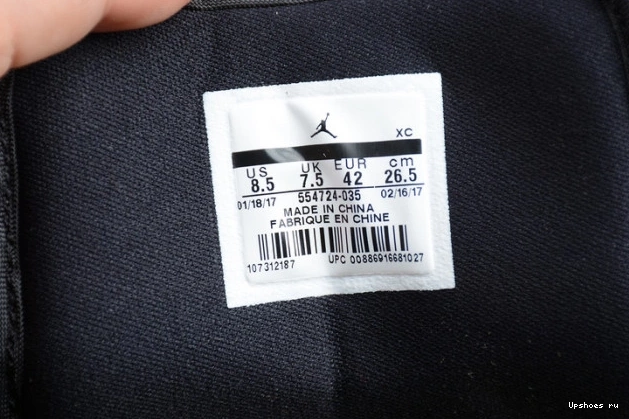 XC
US UK EUR cm
8.5 7.5 42 26.5
01/18/17 554724-035 02/16/17
MADE IN CHINA
FABRIQUE EN CHINE
107312187 UPC 00886916681027
Upshoes ru